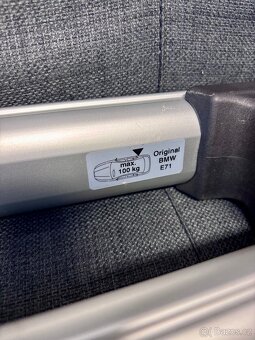 max.
100 kg
Original
BMW
E71
Bazos.cz